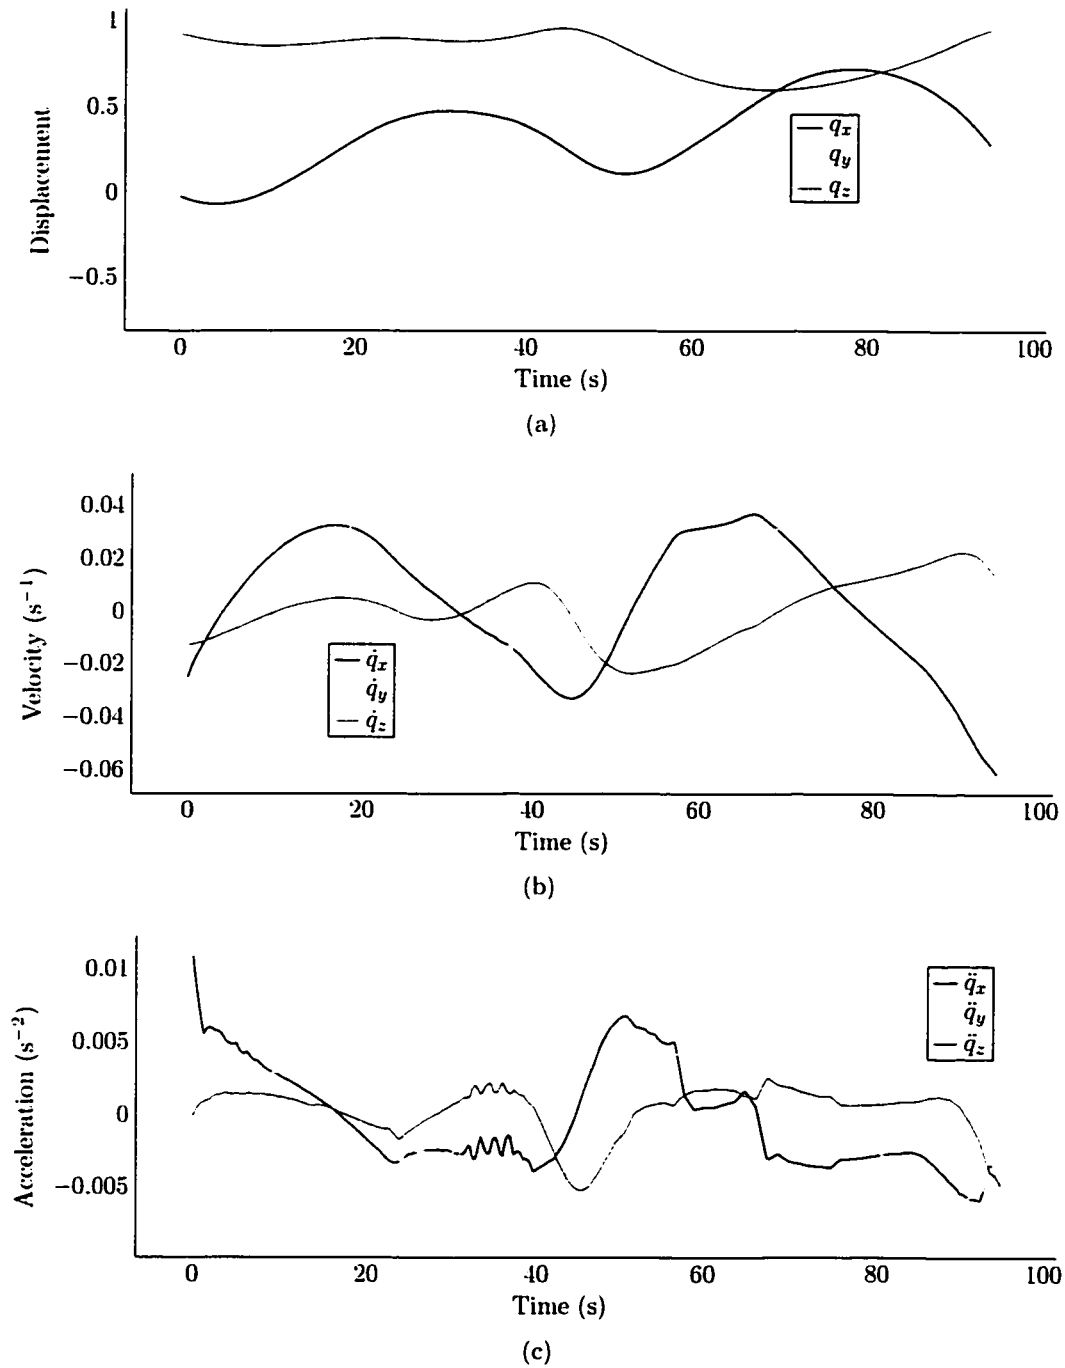 1
0.5
0
−0.5
Displacement
q_x
q_y
q_z
0 20 40 60 80 100
Time (s)
(a)
0.04
0.02
0
−0.02
−0.04
−0.06
Velocity (s⁻¹)
q̇_x
q̇_y
q̇_z
0 20 40 60 80 100
Time (s)
(b)
0.01
0.005
0
−0.005
Acceleration (s⁻²)
q̈_x
q̈_y
q̈_z
0 20 40 60 80 100
Time (s)
(c)